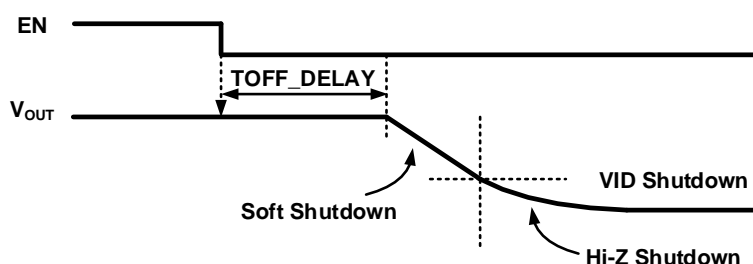 EN
TOFF_DELAY
VOUT
VID Shutdown
Soft Shutdown
Hi-Z Shutdown